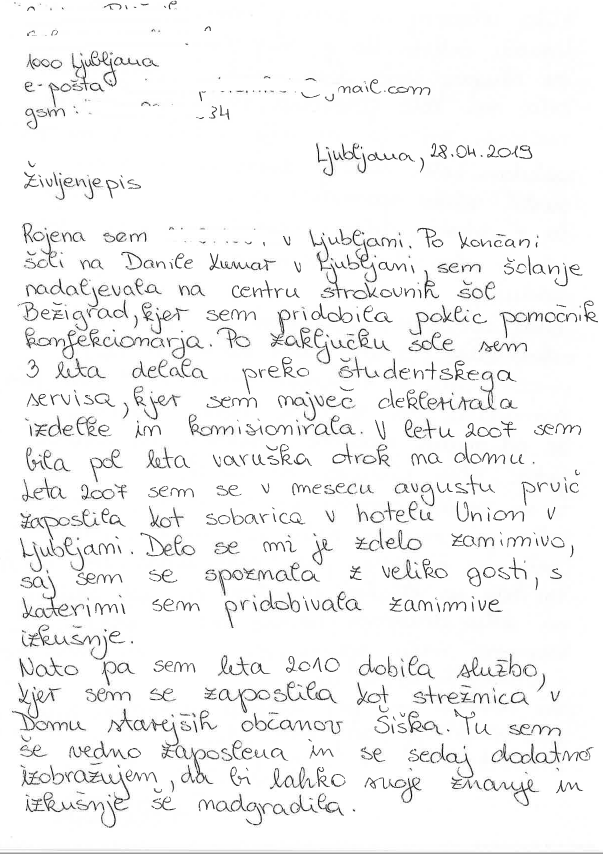 1000 Ljubljana
e-pošta mail.com
gsm: 34
Ljubljana, 28.04.2019
Življenjepis
Rojena sem v Ljubljani. Po končani
šoli na Danile Kumar v Ljubljani, sem šolanje
nadaljevala na centru strokovnih šol
Bežigrad, kjer sem pridobila poklic pomočnik
konfekcionarja. Po zaključku šole sem
3 leta delala preko študentskega
servisa, kjer sem največ deklerirala
izdelke in komisionirala. V letu 2007 sem
bila pol leta varuška otrok na domu.
Leta 2007 sem se v mesecu avgustu prvič
zaposlila kot sobarica v hotelu Union v
Ljubljani. Delo se mi je zdelo zanimivo,
saj sem se spoznala z veliko gosti, s
katerimi sem pridobivala zanimive
izkušnje.
Nato pa sem leta 2010 dobila službo,
kjer sem se zaposlila kot strežnica v
Domu starejših občanov Šiška. Tu sem
še vedno zaposlena in se sedaj dodatno
izobražujem, da bi lahko svoje znanje in
izkušnje še nadgradila.